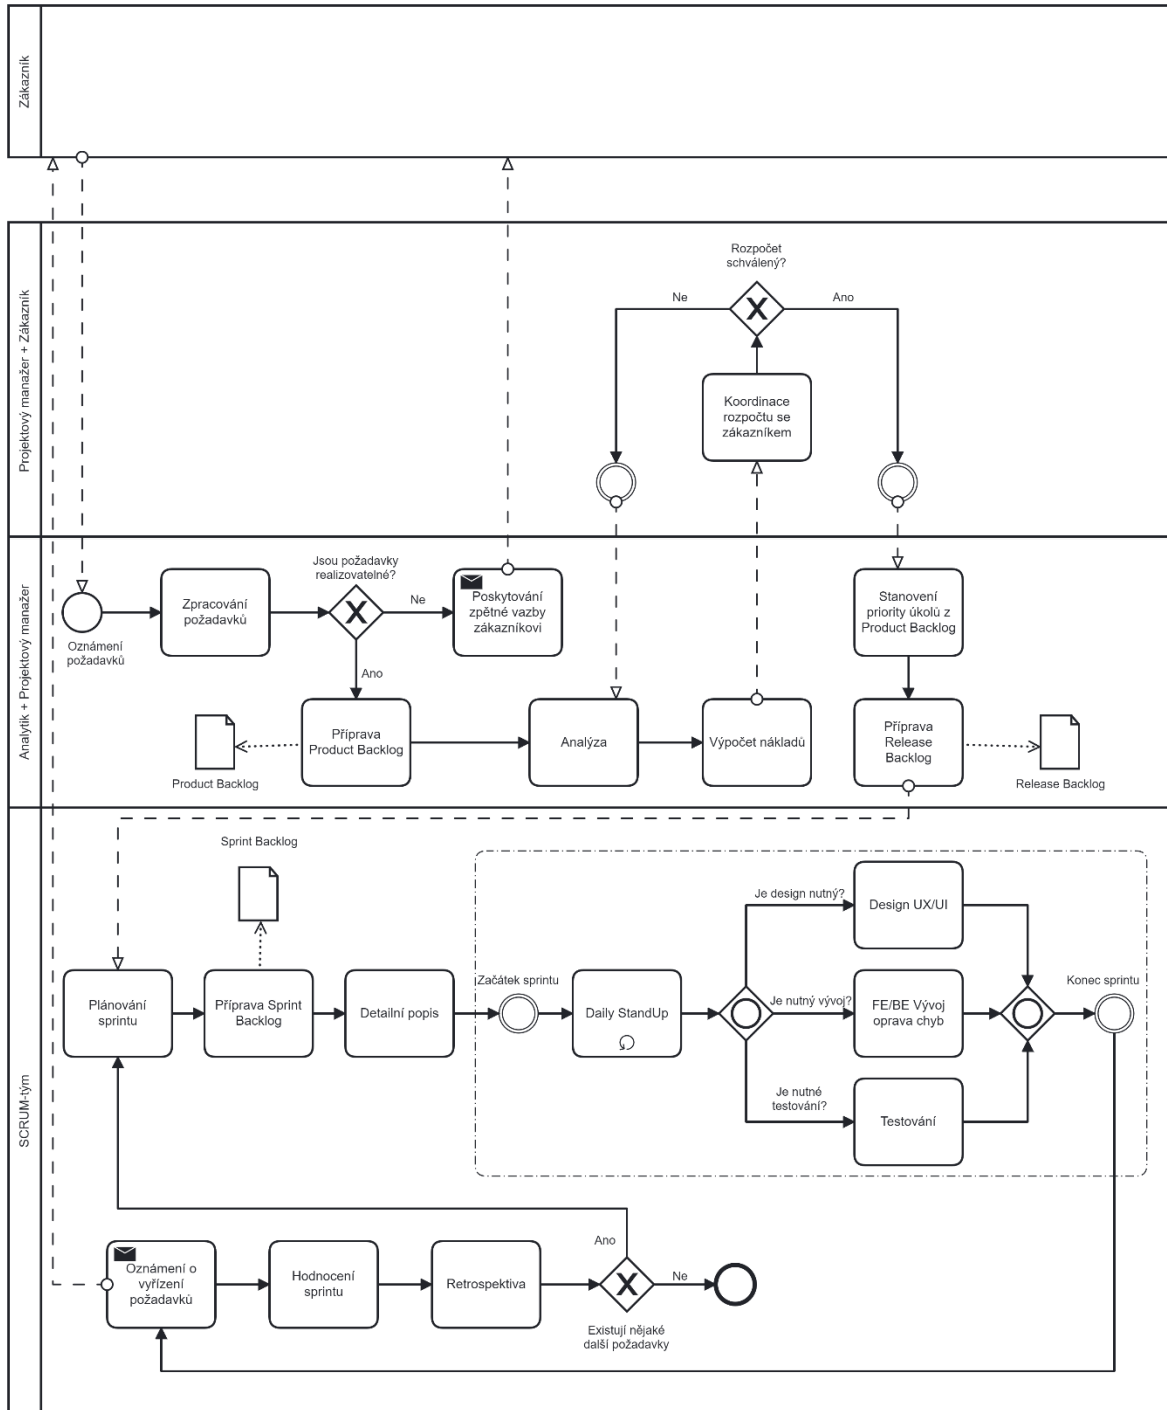 Zákazník
Projektový manažer + Zákazník
Rozpočet
schválený?
Ne
Ano
Koordinace
rozpočtu se
zákazníkem
Analytik + Projektový manažer
Oznámení
požadavků
Zpracování
požadavků
Jsou požadavky
realizovatelné?
Ne
Ano
Poskytování
zpětné vazby
zákazníkovi
Stanovení
priority úkolů z
Product Backlog
Product Backlog
Příprava
Product Backlog
Analýza
Výpočet nákladů
Příprava
Release
Backlog
Release Backlog
SCRUM-tým
Sprint Backlog
Plánování
sprintu
Příprava Sprint
Backlog
Detailní popis
Začátek sprintu
Daily StandUp
Je design nutný?
Design UX/UI
Je nutný vývoj?
FE/BE Vývoj
oprava chyb
Je nutné
testování?
Testování
Konec sprintu
Oznámení o
vyřízení
požadavků
Hodnocení
sprintu
Retrospektiva
Ano
Ne
Existují nějaké
další požadavky